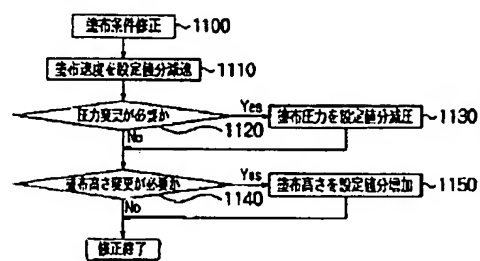 塗布条件修正 1100
塗布速度を設定値分減速 1110
圧力変更が必要か Yes 塗布圧力を設定値分減圧 1130
1120
No
塗布高さ変更が必要か Yes 塗布高さを設定値分増加 1150
1140
No
修正終了